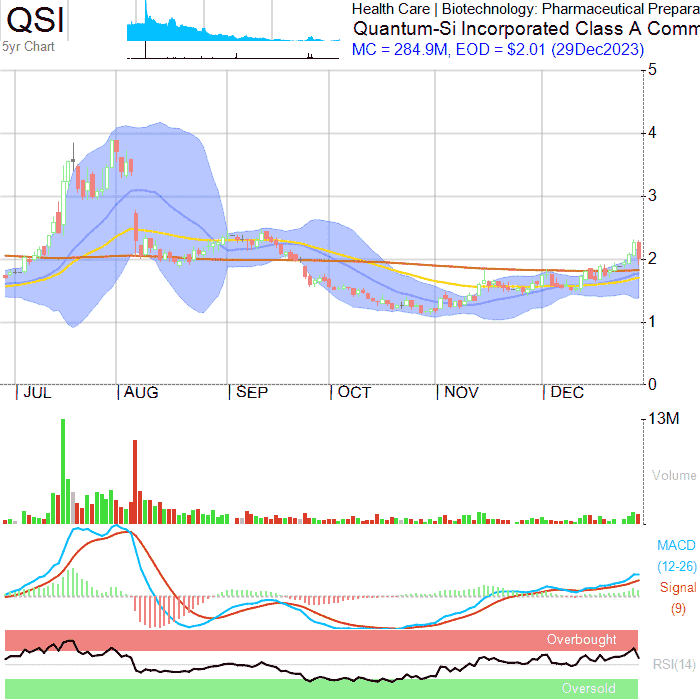 QSI
5yr Chart
Health Care | Biotechnology: Pharmaceutical Prepara
Quantum-Si Incorporated Class A Comm
MC = 284.9M, EOD = $2.01 (29Dec2023)
5
4
3
2
1
0
JUL AUG SEP OCT NOV DEC
13M
Volume
MACD
(12-26)
Signal
(9)
Overbought
RSI(14)
Oversold